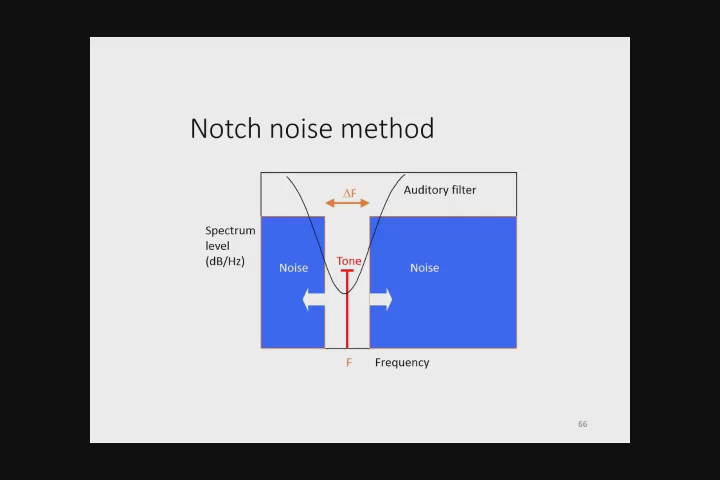 Notch noise method
ΔF
Auditory filter
Spectrum
level
(dB/Hz)
Tone
Noise
Noise
F
Frequency
66